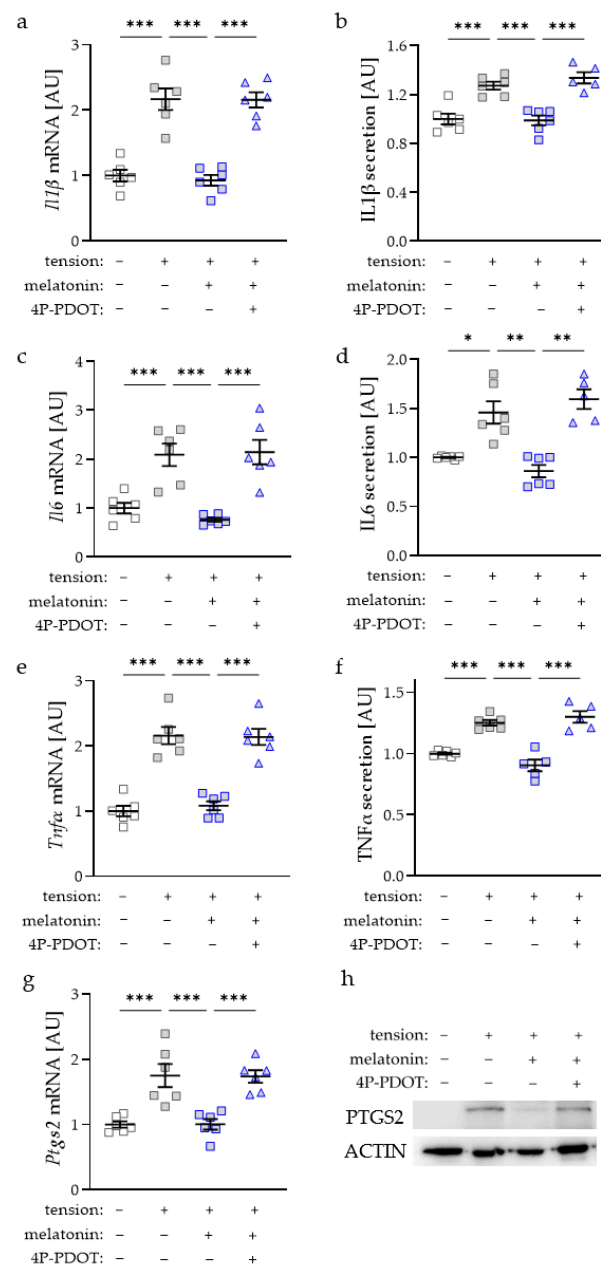 a
***  ***  ***
Il1β mRNA [AU]
3
2
1
0
tension: – + + +
melatonin: – – + +
4P-PDOT: – – – +
b
***  ***  ***
IL1β secretion [AU]
1.6
1.2
0.8
0.4
0.0
tension: – + + +
melatonin: – – + +
4P-PDOT: – – – +
c
***  ***  ***
Il6 mRNA [AU]
4
3
2
1
0
tension: – + + +
melatonin: – – + +
4P-PDOT: – – – +
d
*  **  **
IL6 secretion [AU]
2.0
1.5
1.0
0.5
0.0
tension: – + + +
melatonin: – – + +
4P-PDOT: – – – +
e
***  ***  ***
Tnfα mRNA [AU]
3
2
1
0
tension: – + + +
melatonin: – – + +
4P-PDOT: – – – +
f
***  ***  ***
TNFα secretion [AU]
1.5
1.0
0.5
0.0
tension: – + + +
melatonin: – – + +
4P-PDOT: – – – +
g
***  ***  ***
Ptgs2 mRNA [AU]
3
2
1
0
tension: – + + +
melatonin: – – + +
4P-PDOT: – – – +
h
tension: – + + +
melatonin: – – + +
4P-PDOT: – – – +
PTGS2
ACTIN